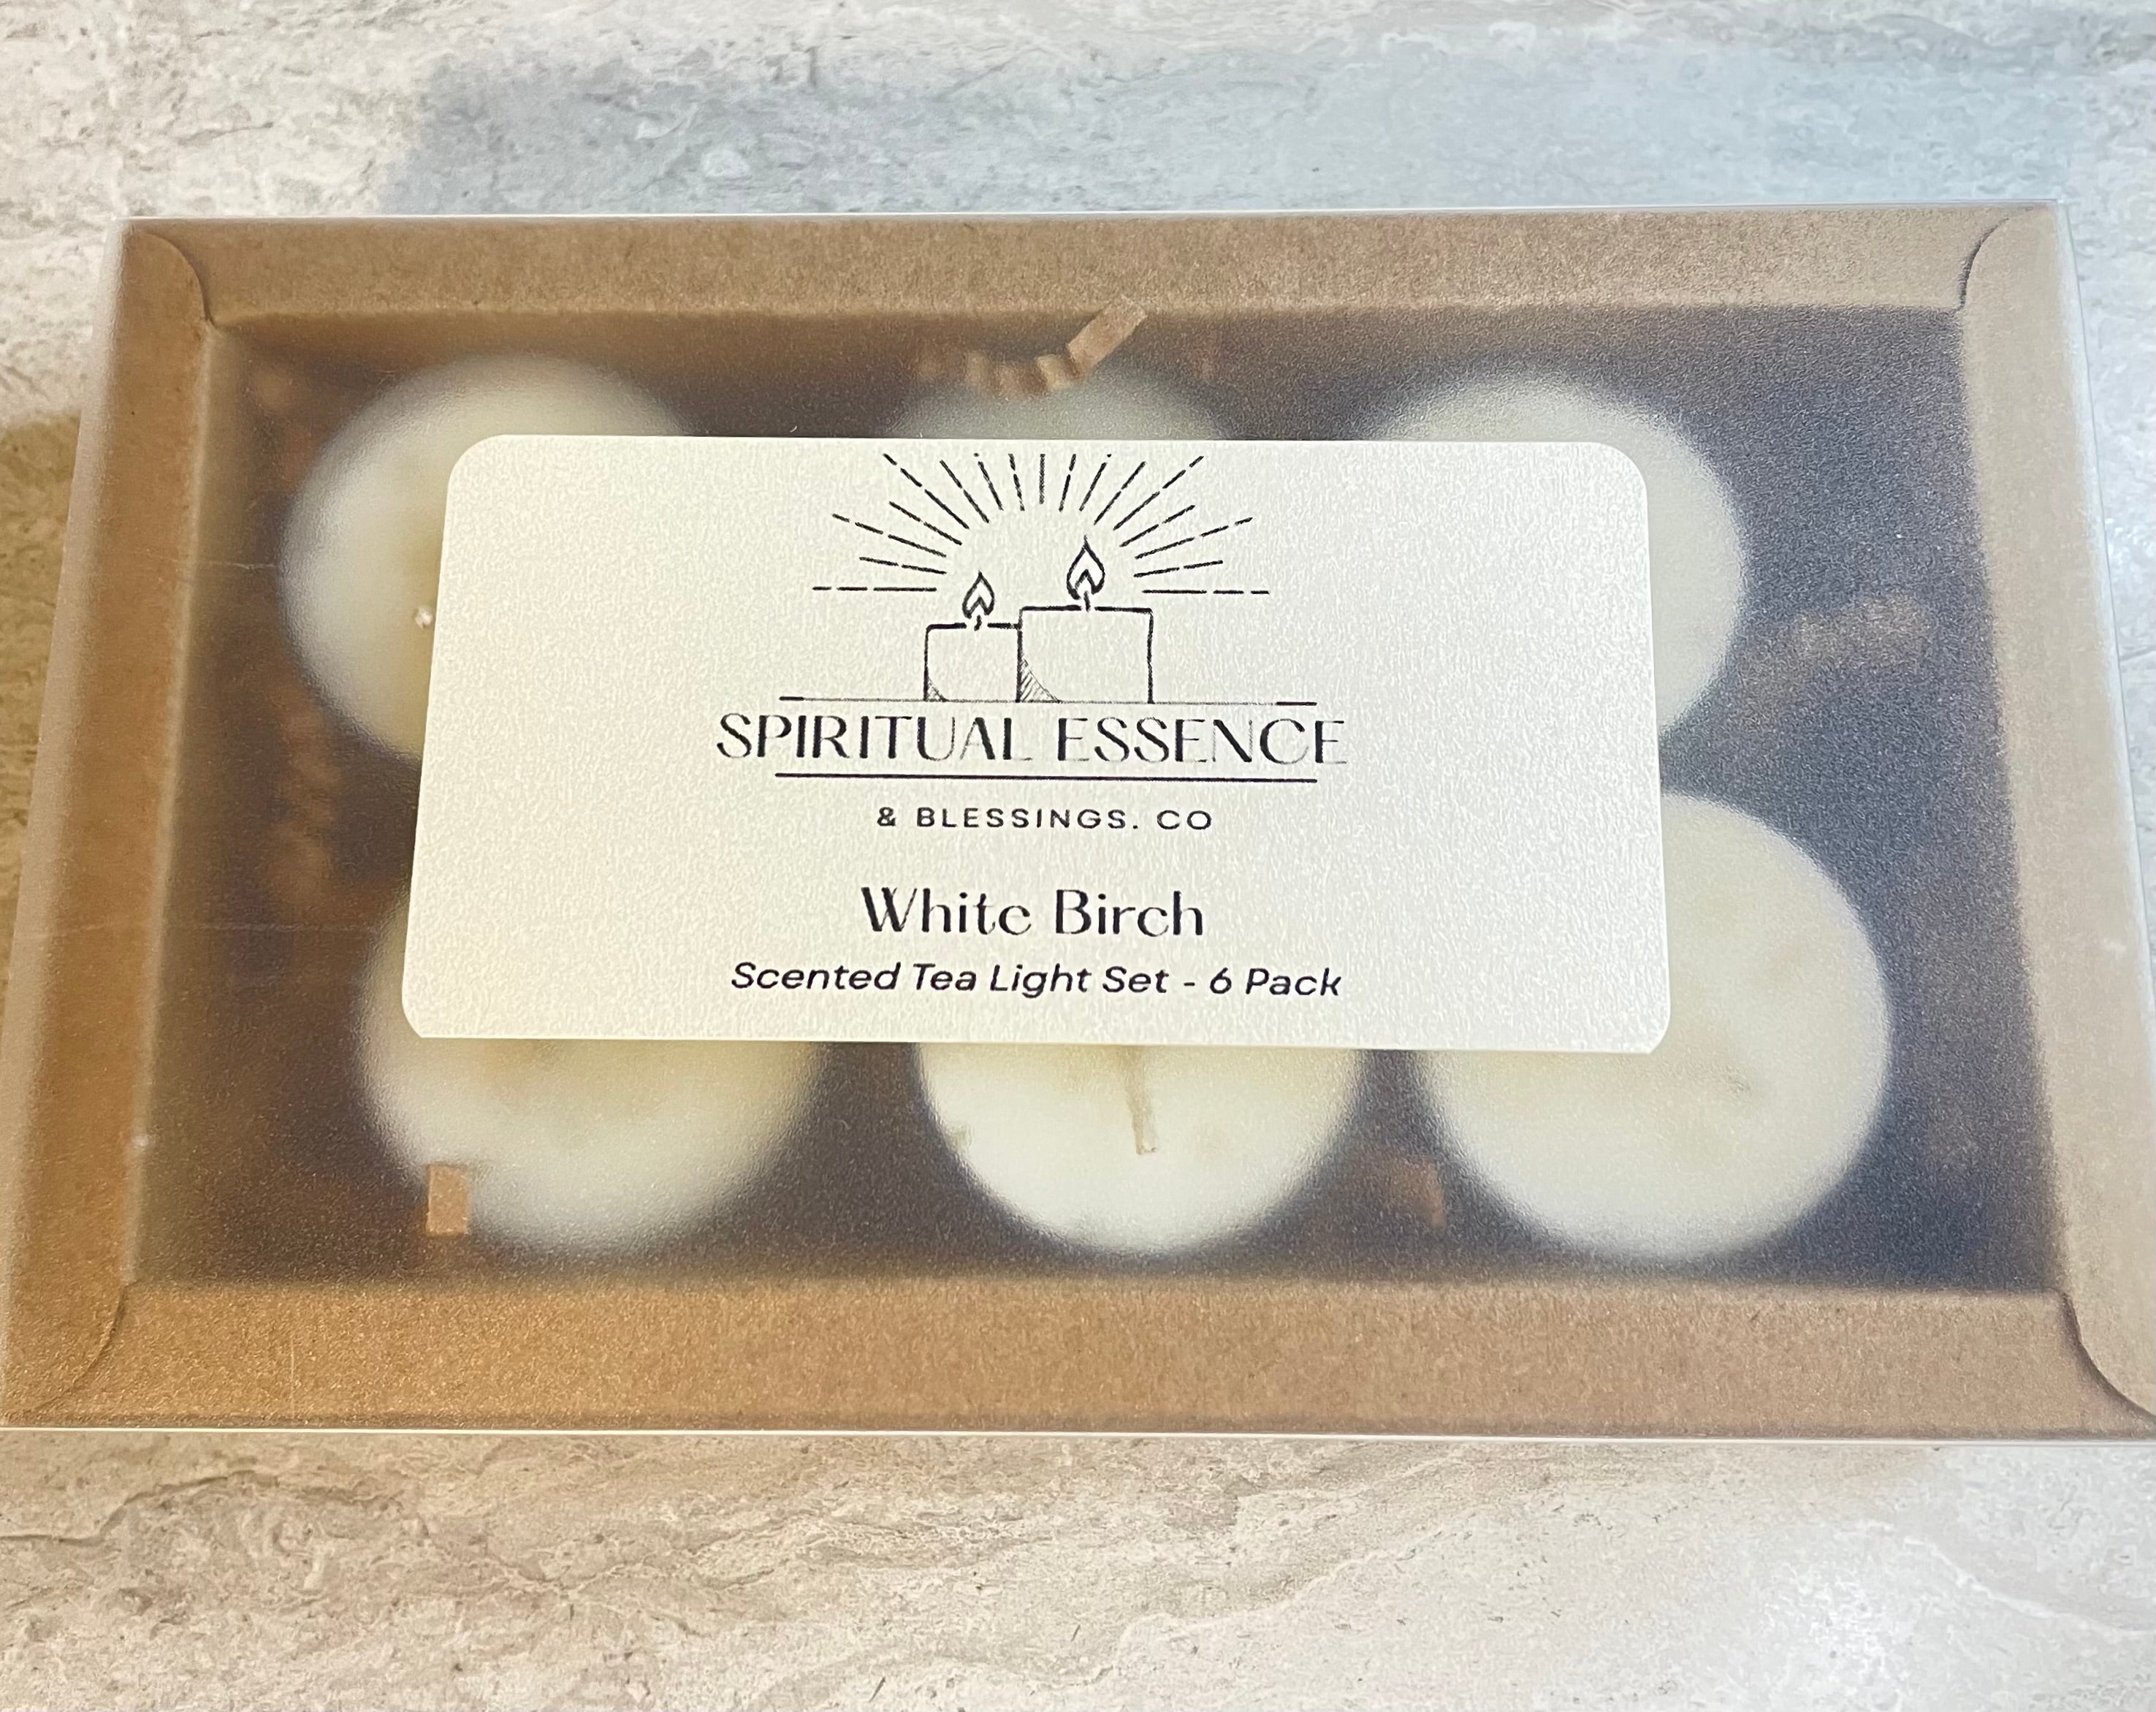 SPIRITUAL ESSENCE
& BLESSINGS. CO
White Birch
Scented Tea Light Set - 6 Pack